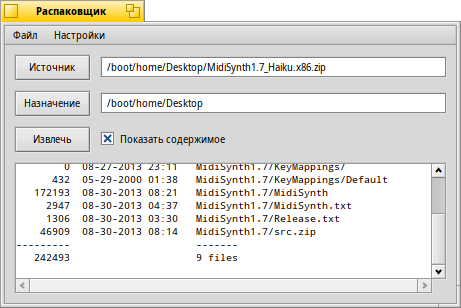 Распаковщик
Файл Настройки
Источник /boot/home/Desktop/MidiSynth1.7_Haiku.x86.zip
Назначение /boot/home/Desktop
Извлечь Показать содержимое
0 08-27-2013 23:11 MidiSynth1.7/KeyMappings/
432 05-29-2000 01:38 MidiSynth1.7/KeyMappings/Default
172193 08-30-2013 08:21 MidiSynth1.7/MidiSynth
2947 08-30-2013 04:37 MidiSynth1.7/MidiSynth.txt
1306 08-30-2013 03:30 MidiSynth1.7/Release.txt
46909 08-30-2013 08:14 MidiSynth1.7/src.zip
--------- -------
242493 9 files